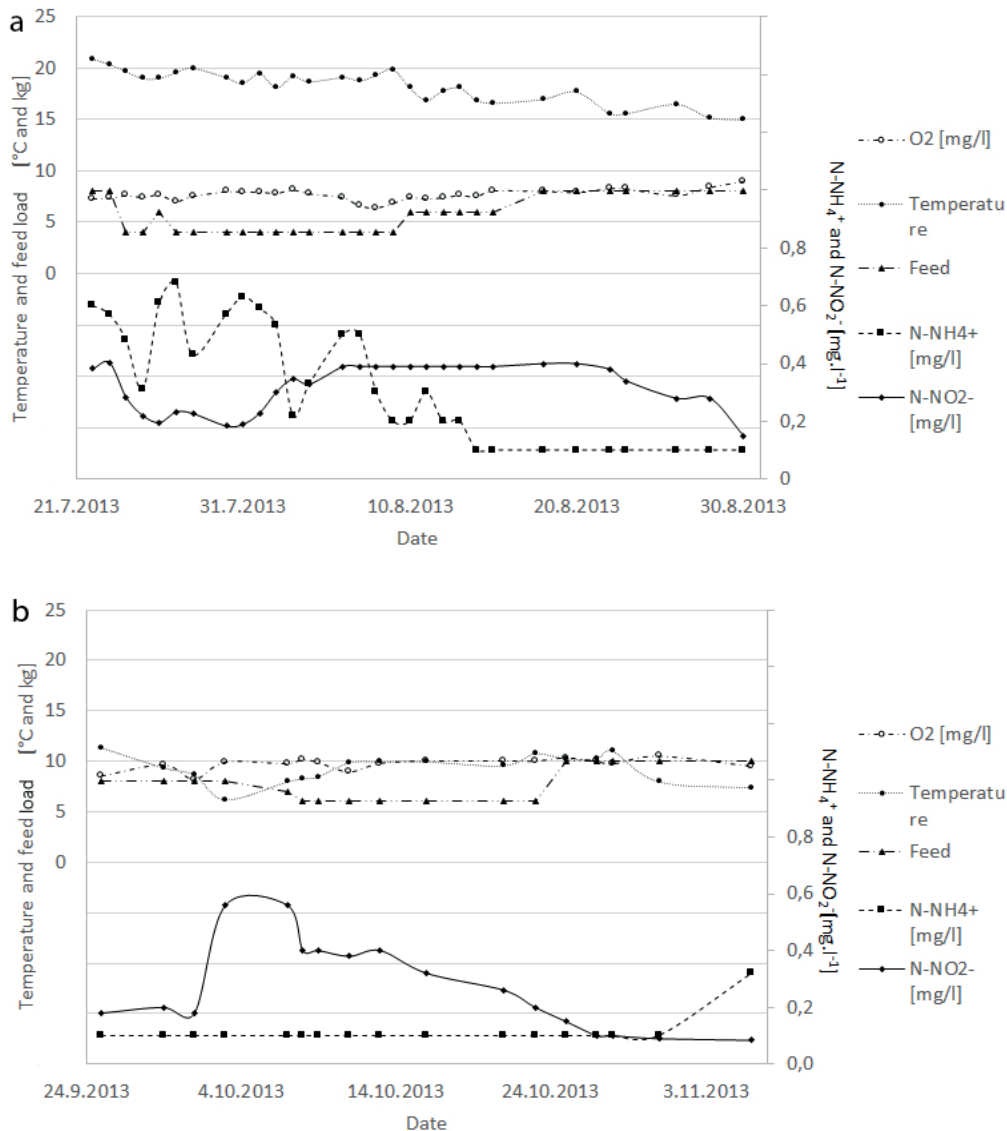 a
25
20
15
10
5
0
Temperature and feed load [°C and kg]
0,8
0,6
0,4
0,2
0
N-NH₄⁺ and N-NO₂⁻[mg.l⁻¹]
21.7.2013 31.7.2013 10.8.2013 20.8.2013 30.8.2013
Date
O2 [mg/l]
Temperatu
re
Feed
N-NH4+
[mg/l]
N-NO2-
[mg/l]
b
25
20
15
10
5
0
Temperature and feed load [°C and kg]
0,8
0,6
0,4
0,2
0,0
N-NH₄⁺ and N-NO₂⁻[mg.l⁻¹]
24.9.2013 4.10.2013 14.10.2013 24.10.2013 3.11.2013
Date
O2 [mg/l]
Temperatu
re
Feed
N-NH4+
[mg/l]
N-NO2-
[mg/l]